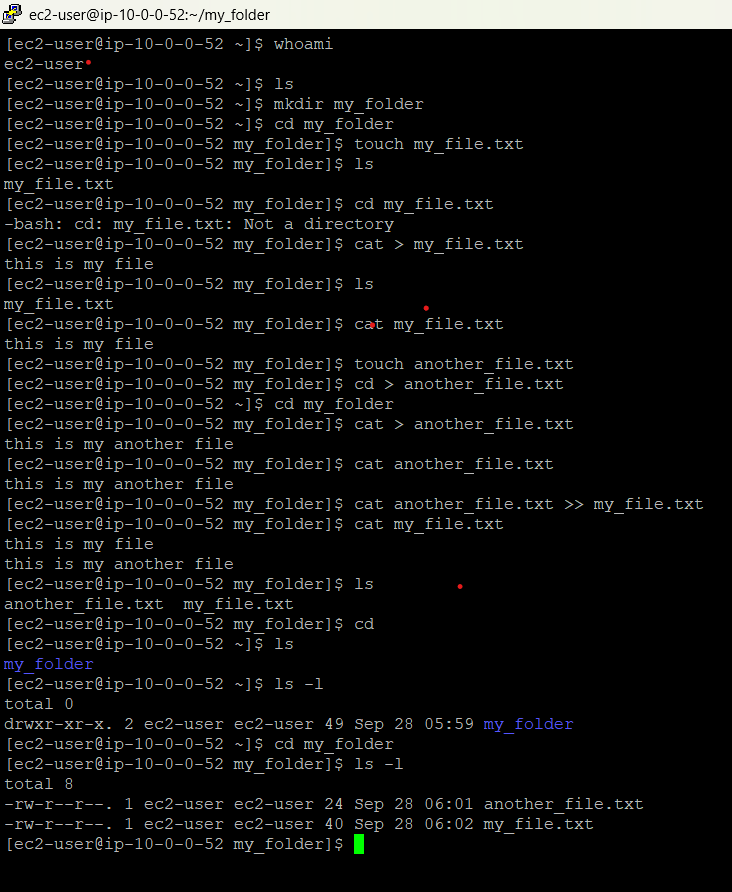 ec2-user@ip-10-0-0-52:~/my_folder
[ec2-user@ip-10-0-0-52 ~]$ whoami
ec2-user
[ec2-user@ip-10-0-0-52 ~]$ ls
[ec2-user@ip-10-0-0-52 ~]$ mkdir my_folder
[ec2-user@ip-10-0-0-52 ~]$ cd my_folder
[ec2-user@ip-10-0-0-52 my_folder]$ touch my_file.txt
[ec2-user@ip-10-0-0-52 my_folder]$ ls
my_file.txt
[ec2-user@ip-10-0-0-52 my_folder]$ cd my_file.txt
-bash: cd: my_file.txt: Not a directory
[ec2-user@ip-10-0-0-52 my_folder]$ cat > my_file.txt
this is my file
[ec2-user@ip-10-0-0-52 my_folder]$ ls
my_file.txt
[ec2-user@ip-10-0-0-52 my_folder]$ cat my_file.txt
this is my file
[ec2-user@ip-10-0-0-52 my_folder]$ touch another_file.txt
[ec2-user@ip-10-0-0-52 my_folder]$ cd > another_file.txt
[ec2-user@ip-10-0-0-52 ~]$ cd my_folder
[ec2-user@ip-10-0-0-52 my_folder]$ cat > another_file.txt
this is my another file
[ec2-user@ip-10-0-0-52 my_folder]$ cat another_file.txt
this is my another file
[ec2-user@ip-10-0-0-52 my_folder]$ cat another_file.txt >> my_file.txt
[ec2-user@ip-10-0-0-52 my_folder]$ cat my_file.txt
this is my file
this is my another file
[ec2-user@ip-10-0-0-52 my_folder]$ ls
another_file.txt  my_file.txt
[ec2-user@ip-10-0-0-52 my_folder]$ cd
[ec2-user@ip-10-0-0-52 ~]$ ls
my_folder
[ec2-user@ip-10-0-0-52 ~]$ ls -l
total 0
drwxr-xr-x. 2 ec2-user ec2-user 49 Sep 28 05:59 my_folder
[ec2-user@ip-10-0-0-52 ~]$ cd my_folder
[ec2-user@ip-10-0-0-52 my_folder]$ ls -l
total 8
-rw-r--r--. 1 ec2-user ec2-user 24 Sep 28 06:01 another_file.txt
-rw-r--r--. 1 ec2-user ec2-user 40 Sep 28 06:02 my_file.txt
[ec2-user@ip-10-0-0-52 my_folder]$